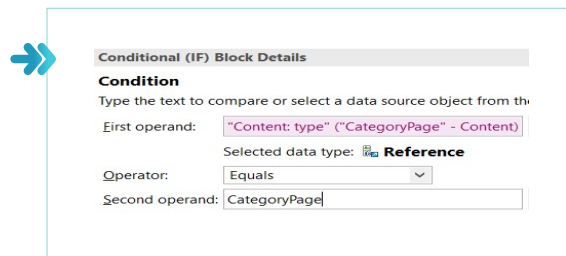 Conditional (IF) Block Details
Condition
Type the text to compare or select a data source object from the
First operand: "Content: type" ("CategoryPage" - Content)
Selected data type: Reference
Operator: Equals
Second operand: CategoryPage